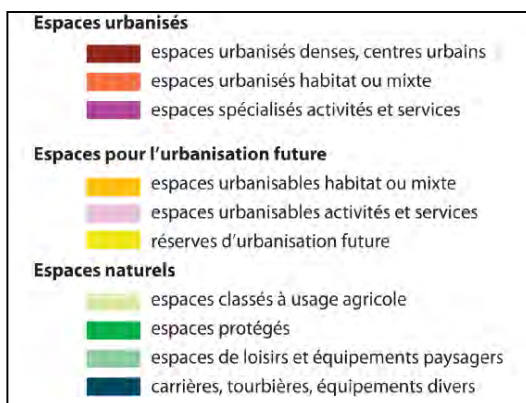 Espaces urbanisés
espaces urbanisés denses, centres urbains
espaces urbanisés habitat ou mixte
espaces spécialisés activités et services
Espaces pour l'urbanisation future
espaces urbanisables habitat ou mixte
espaces urbanisables activités et services
réserves d'urbanisation future
Espaces naturels
espaces classés à usage agricole
espaces protégés
espaces de loisirs et équipements paysagers
carrières, tourbières, équipements divers